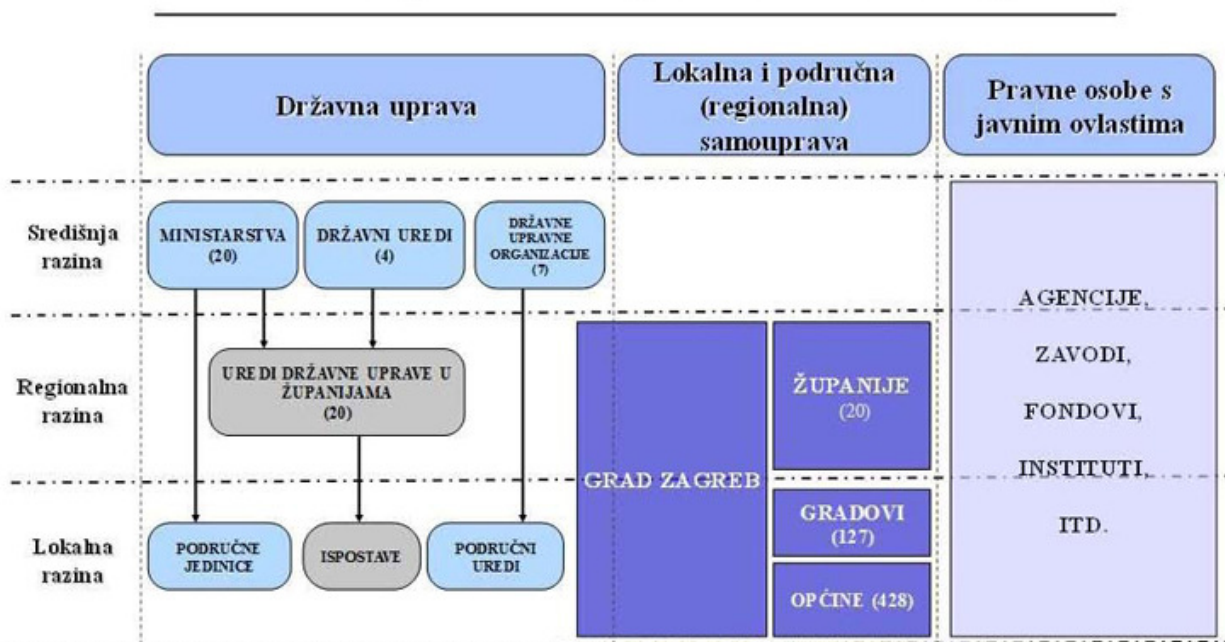 Državna uprava
Lokalna i područna
(regionalna)
samouprava
Pravne osobe s
javnim ovlastima
Središnja
razina
MINISTARSTVA
(20)
DRŽAVNI UREDI
(4)
DRŽAVNE
UPRAVNE
ORGANIZACIJE
(7)
Regionalna
razina
UREDI DRŽAVNE UPRAVE U
ŽUPANIJAMA
(20)
GRAD ZAGREB
ŽUPANIJE
(20)
Lokalna
razina
PODRUČNE
JEDINICE
ISPOSTAVE
PODRUČNI
UREDI
GRADOVI
(127)
OPĆINE (428)
AGENCIJE,
ZAVODI,
FONDOVI,
INSTITUTI,
ITD.